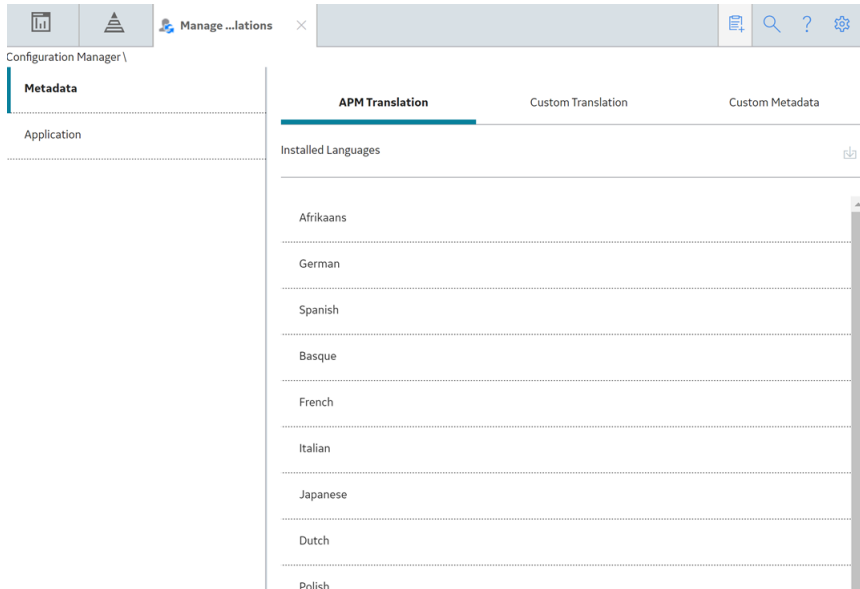 Manage ...lations
Configuration Manager \
Metadata
Application
APM Translation Custom Translation Custom Metadata
Installed Languages
Afrikaans
German
Spanish
Basque
French
Italian
Japanese
Dutch
Polish